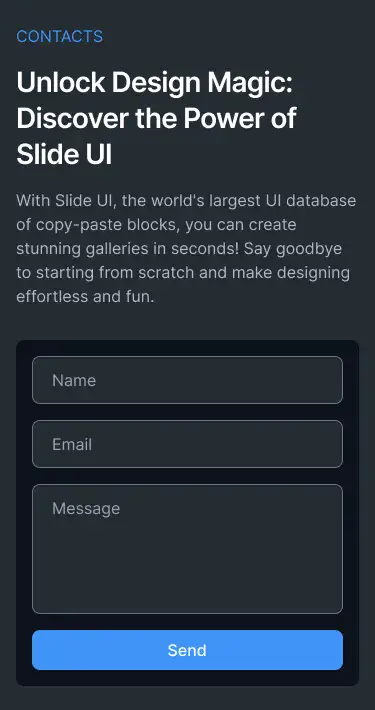 CONTACTS
Unlock Design Magic:
Discover the Power of
Slide UI
With Slide UI, the world's largest UI database
of copy-paste blocks, you can create
stunning galleries in seconds! Say goodbye
to starting from scratch and make designing
effortless and fun.
Name
Email
Message
Send